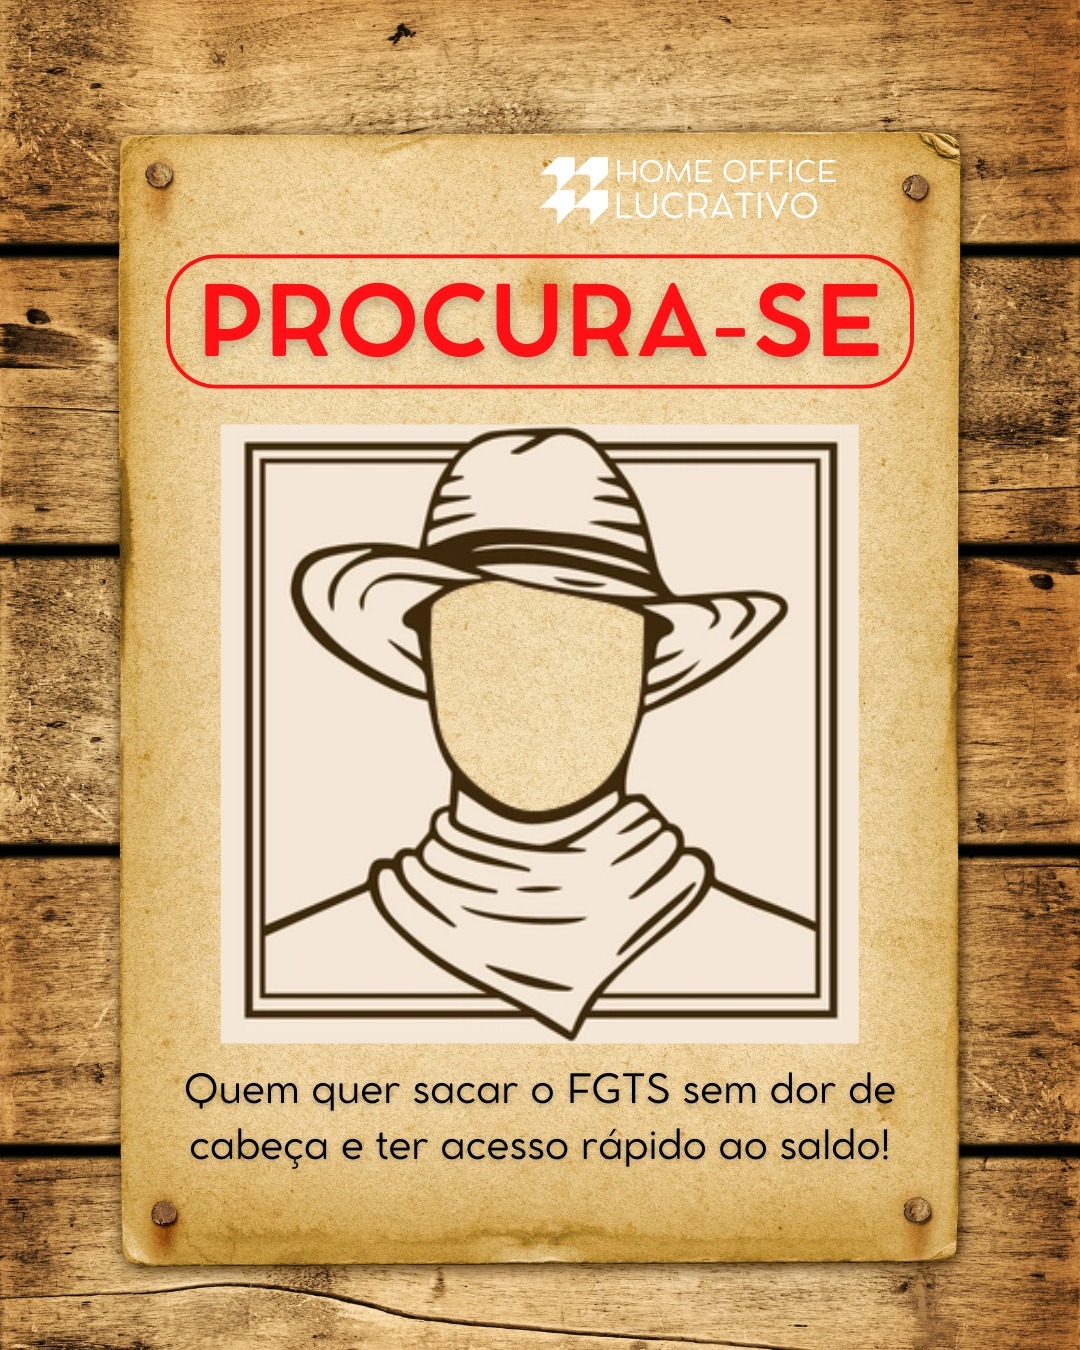 HOME OFFICE
LUCRATIVO
PROCURA-SE
Quem quer sacar o FGTS sem dor de
cabeça e ter acesso rápido ao saldo!